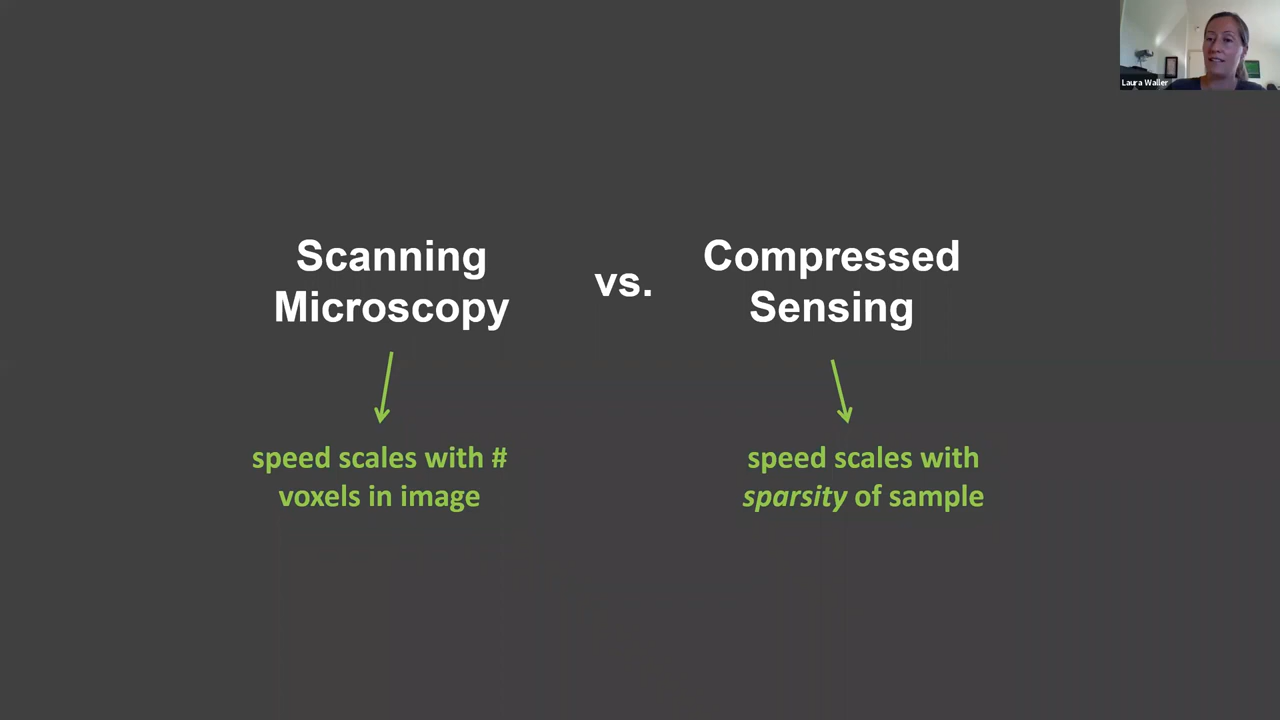 Laura Waller
Scanning
Microscopy
vs.
Compressed
Sensing
speed scales with #
voxels in image
speed scales with
sparsity of sample